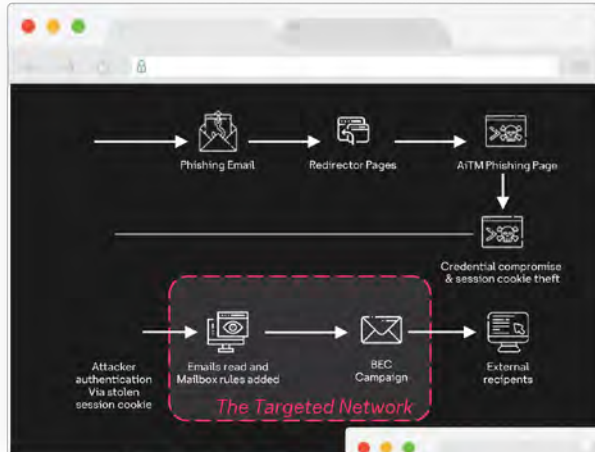 Phishing Email
Redirector Pages
AiTM Phishing Page
Credential compromise
& session cookie theft
Attacker
authentication
Via stolen
session cookie
Emails read and
Mailbox rules added
BEC
Campaign
External
recipents
The Targeted Network